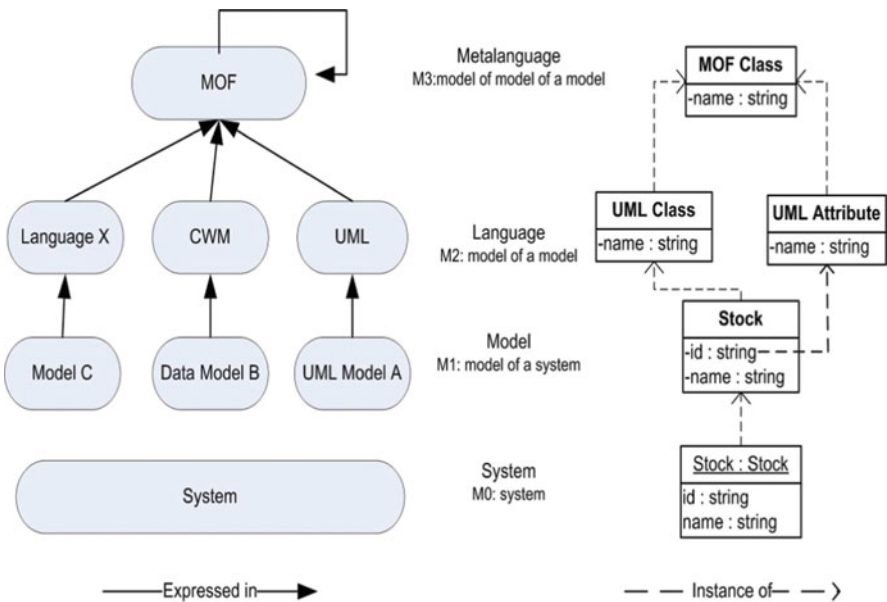 MOF
Metalanguage
M3:model of model of a model
MOF Class
-name : string
Language X
CWM
UML
Language
M2: model of a model
UML Class
-name : string
UML Attribute
-name : string
Model C
Data Model B
UML Model A
Model
M1: model of a system
Stock
-id : string
-name : string
System
System
M0: system
Stock : Stock
id : string
name : string
Expressed in
Instance of